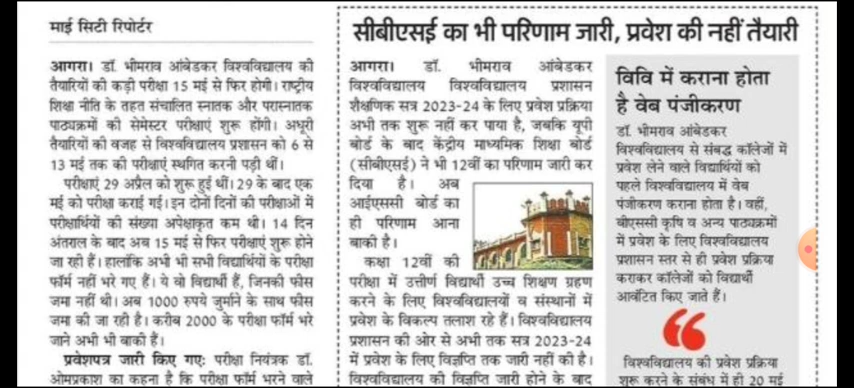 माई सिटी रिपोर्टर
आगरा। डॉ. भीमराव आंबेडकर विश्वविद्यालय की
तैयारियों की कड़ी परीक्षा 15 मई से फिर होगी। राष्ट्रीय
शिक्षा नीति के तहत संचालित स्नातक और परास्नातक
पाठ्यक्रमों की सेमेस्टर परीक्षाएं शुरू होंगी। अधूरी
तैयारियों की वजह से विश्वविद्यालय प्रशासन को 6 से
13 मई तक की परीक्षाएं स्थगित करनी पड़ी थीं।
परीक्षाएं 29 अप्रैल को शुरू हुई थीं। 29 के बाद एक
मई को परीक्षा कराई गई। इन दोनों दिनों की परीक्षाओं में
परीक्षार्थियों की संख्या अपेक्षाकृत कम थी। 14 दिन
अंतराल के बाद अब 15 मई से फिर परीक्षाएं शुरू होने
जा रही हैं। हालांकि अभी भी सभी विद्यार्थियों के परीक्षा
फॉर्म नहीं भरे गए हैं। ये वो विद्यार्थी हैं, जिनकी फीस
जमा नहीं थी। अब 1000 रुपये जुर्माने के साथ फीस
जमा की जा रही है। करीब 2000 के परीक्षा फॉर्म भरे
जाने अभी भी बाकी हैं।
प्रवेशपत्र जारी किए गए: परीक्षा नियंत्रक डॉ.
ओमप्रकाश का कहना है कि परीक्षा फॉर्म भरने वाले
सीबीएसई का भी परिणाम जारी, प्रवेश की नहीं तैयारी
आगरा। डॉ. भीमराव आंबेडकर
विश्वविद्यालय विश्वविद्यालय प्रशासन
शैक्षणिक सत्र 2023-24 के लिए प्रवेश प्रक्रिया
अभी तक शुरू नहीं कर पाया है, जबकि यूपी
बोर्ड के बाद केंद्रीय माध्यमिक शिक्षा बोर्ड
(सीबीएसई) ने भी 12वीं का परिणाम जारी कर
दिया है। अब
आईएससी बोर्ड का
ही परिणाम आना
बाकी है।
कक्षा 12वीं की
परीक्षा में उत्तीर्ण विद्यार्थी उच्च शिक्षण ग्रहण
करने के लिए विश्वविद्यालयों व संस्थानों में
प्रवेश के विकल्प तलाश रहे हैं। विश्वविद्यालय
प्रशासन की ओर से अभी तक सत्र 2023-24
में प्रवेश के लिए विज्ञप्ति तक जारी नहीं की है।
विश्वविद्यालय की विज्ञप्ति जारी होने के बाद
विवि में कराना होता
है वेब पंजीकरण
डॉ. भीमराव आंबेडकर
विश्वविद्यालय से संबद्ध कॉलेजों में
प्रवेश लेने वाले विद्यार्थियों को
पहले विश्वविद्यालय में वेब
पंजीकरण कराना होता है। वहीं,
बीएससी कृषि व अन्य पाठ्यक्रमों
में प्रवेश के लिए विश्वविद्यालय
प्रशासन स्तर से ही प्रवेश प्रक्रिया
कराकर कॉलेजों को विद्यार्थी
आवंटित किए जाते हैं।
विश्वविद्यालय की प्रवेश प्रक्रिया
शुरू करने के संबंध में ही 20 मई